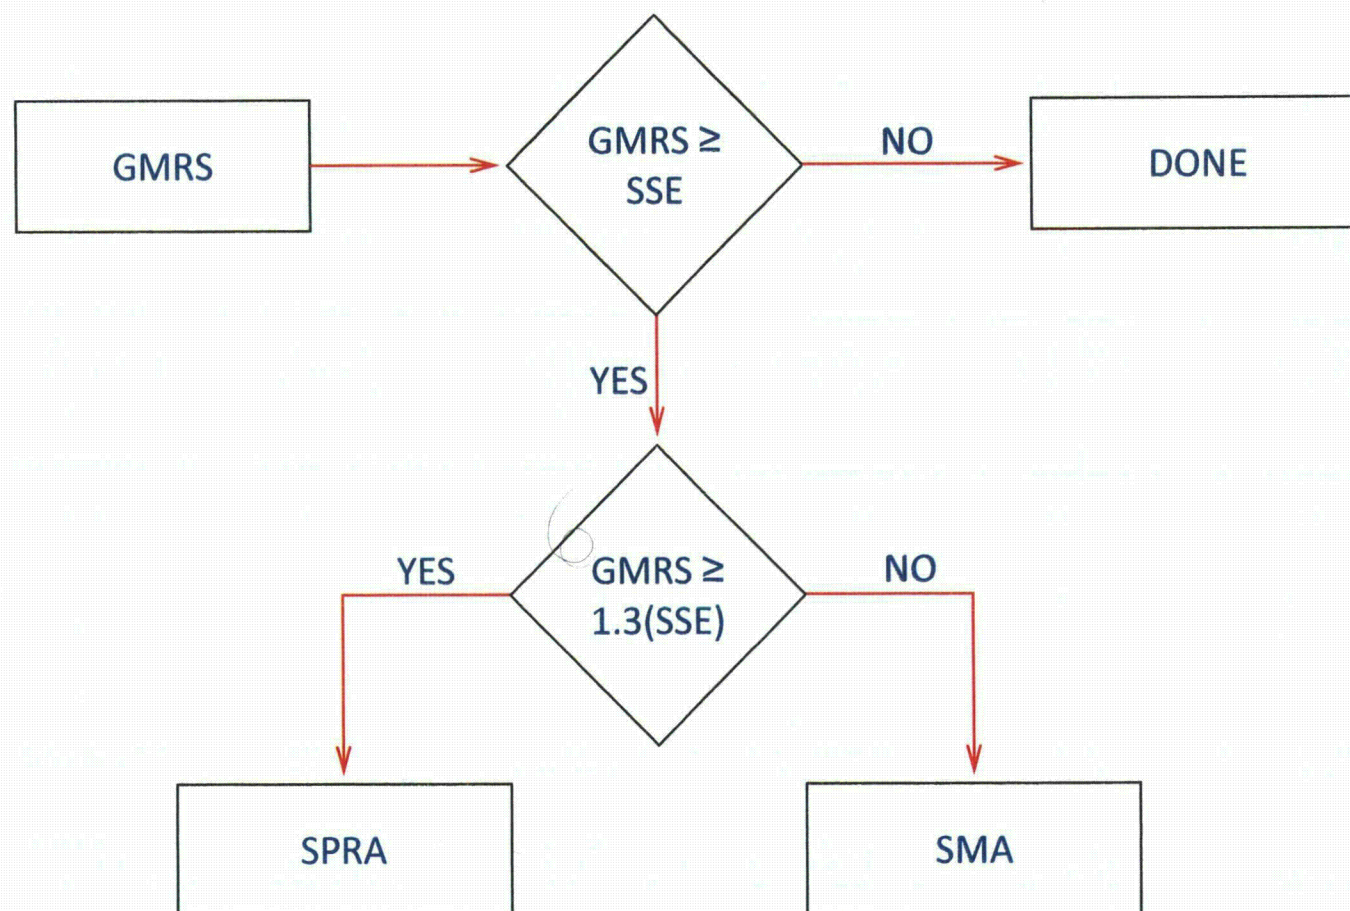 GMRS
GMRS ≥
SSE
NO
DONE
YES
GMRS ≥
1.3(SSE)
YES
NO
SPRA
SMA